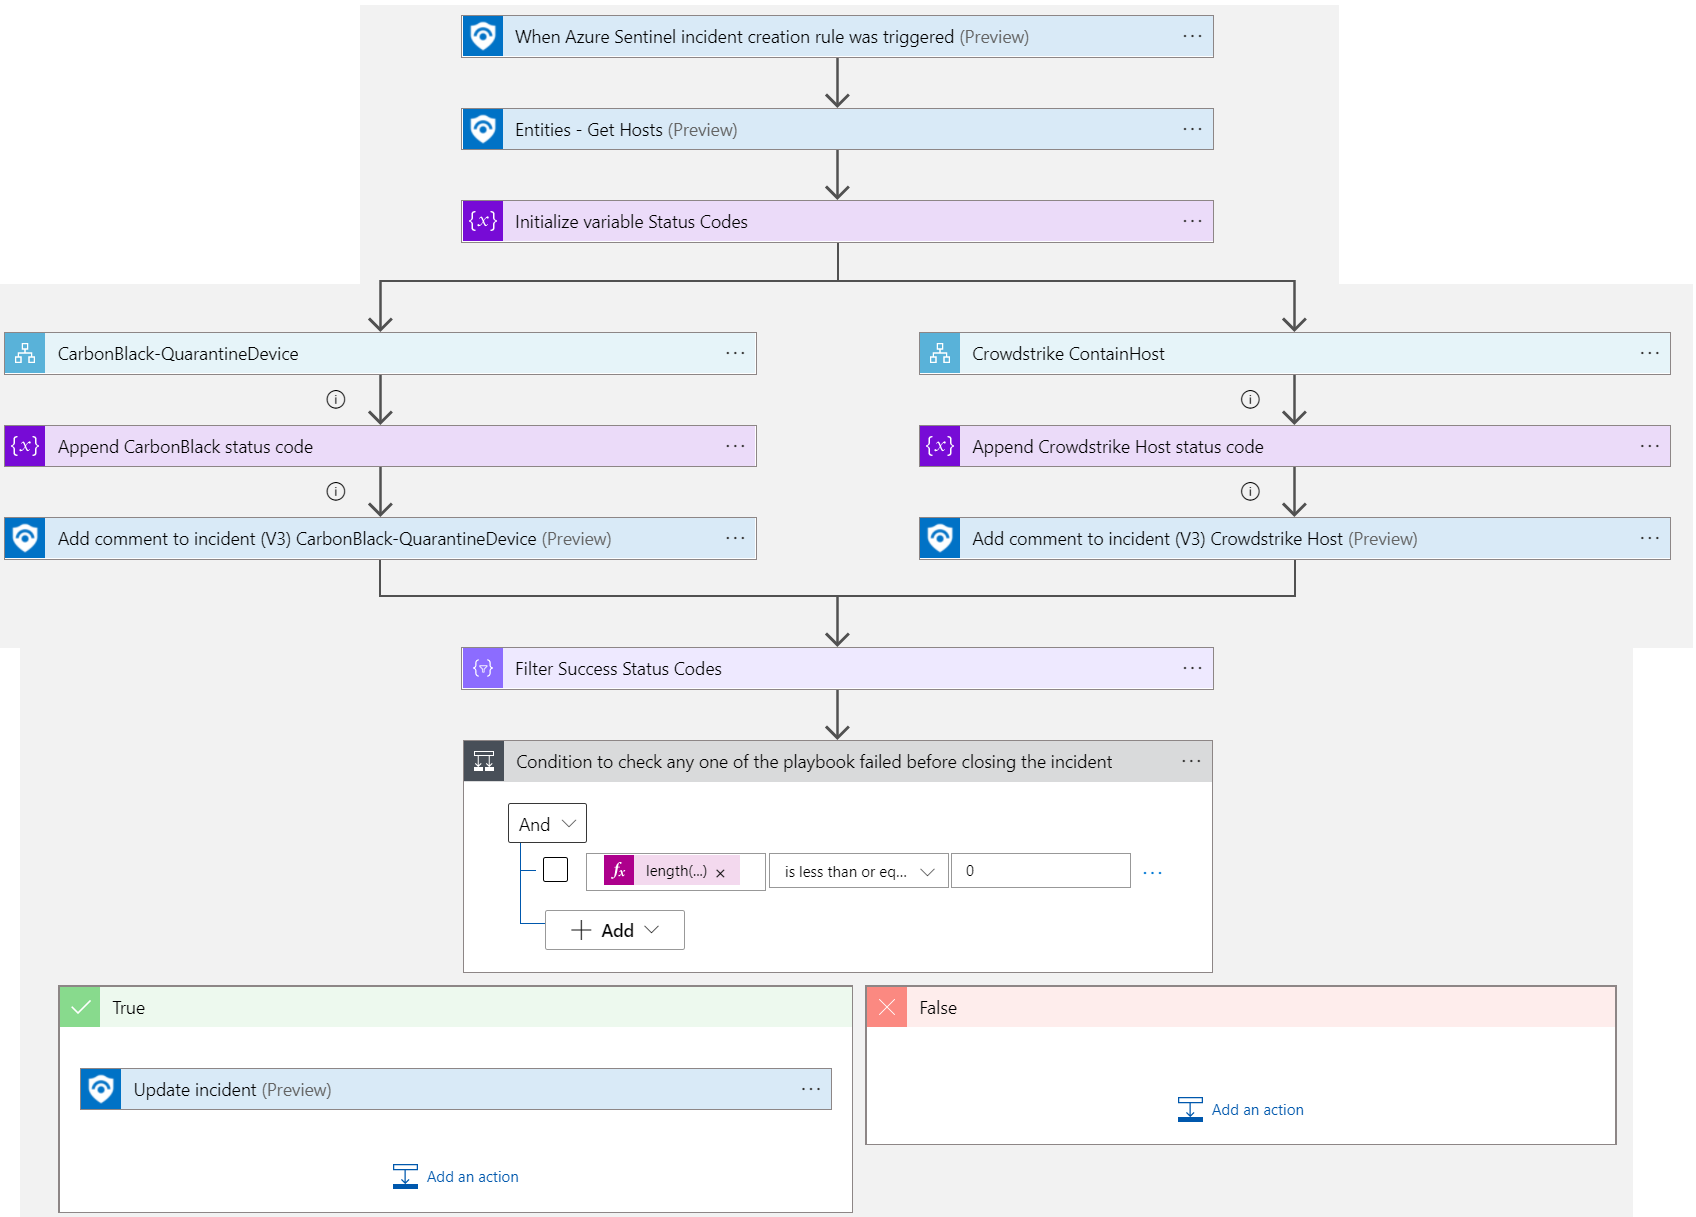 When Azure Sentinel incident creation rule was triggered (Preview)
Entities - Get Hosts (Preview)
{x} Initialize variable Status Codes
CarbonBlack-QuarantineDevice
Crowdstrike ContainHost
{x} Append CarbonBlack status code
{x} Append Crowdstrike Host status code
Add comment to incident (V3) CarbonBlack-QuarantineDevice (Preview)
Add comment to incident (V3) Crowdstrike Host (Preview)
Filter Success Status Codes
Condition to check any one of the playbook failed before closing the incident
And
fx length(...) × is less than or eq... 0
Add
True
False
Update incident (Preview)
Add an action
Add an action